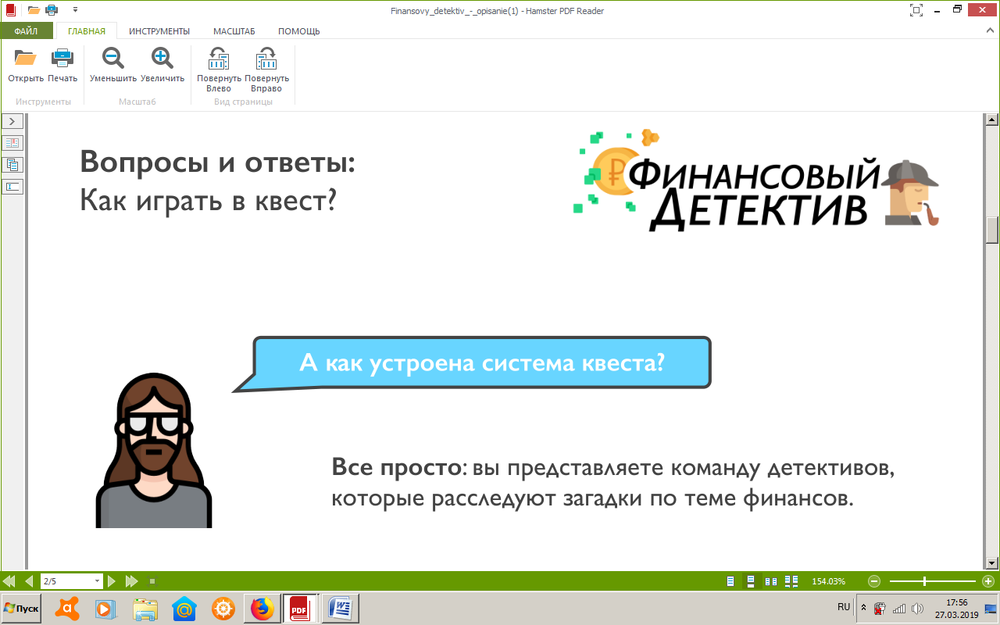 Finansovy_detektiv_-_opisanie(1) - Hamster PDF Reader
ФАЙЛ ГЛАВНАЯ ИНСТРУМЕНТЫ МАСШТАБ ПОМОЩЬ
Открыть Печать Уменьшить Увеличить Повернуть Влево Повернуть Вправо
Инструменты Масштаб Вид страницы
Вопросы и ответы:
Как играть в квест?
ФИНАНСОВЫЙ
ДЕТЕКТИВ
А как устроена система квеста?
Все просто: вы представляете команду детективов,
которые расследуют загадки по теме финансов.
2/5 154.03%
Пуск PDF RU 17:56
27.03.2019